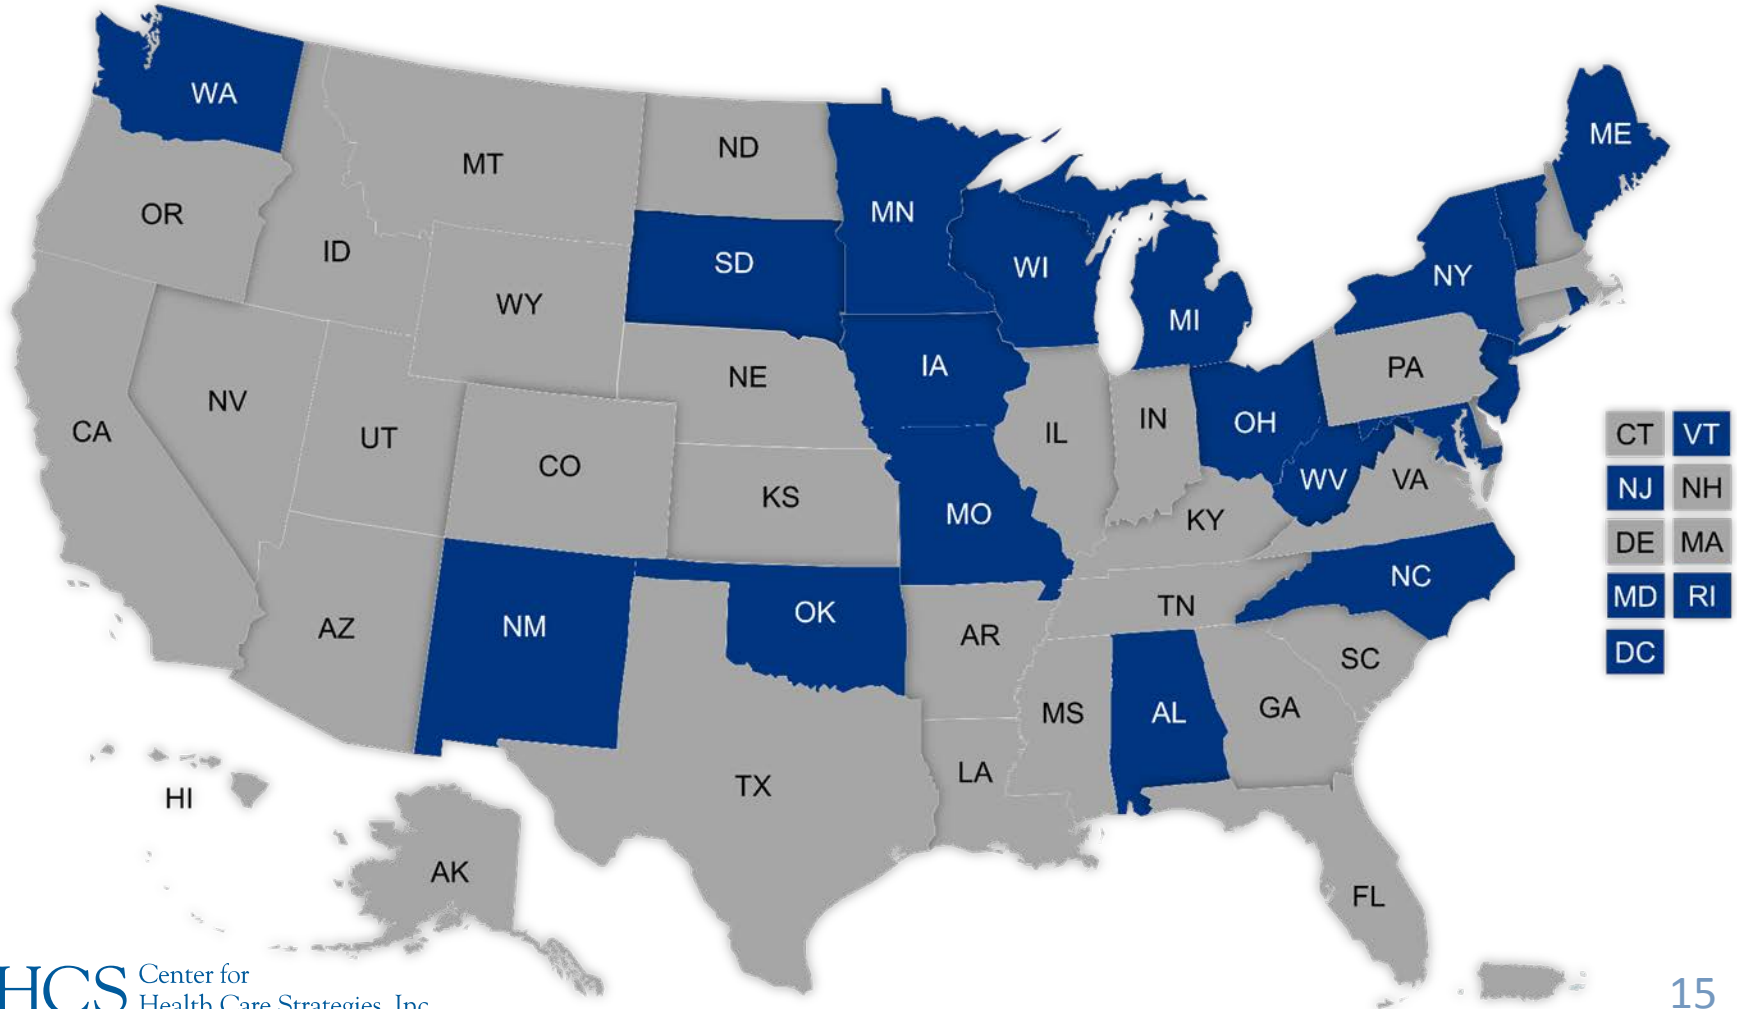 WA
ME
ND
MT
MN
OR
ID
SD
WI
NY
WY
MI
IA
PA
NE
NV
IN
OH
CA
UT
IL
CT VT
CO
WV
VA
KS
NJ NH
MO
KY
DE MA
NC
MD RI
TN
OK
NM
AZ
AR
SC
DC
MS
AL
GA
LA
TX
HI
AK
FL
HCS Center for
Health Care Strategies, Inc
15